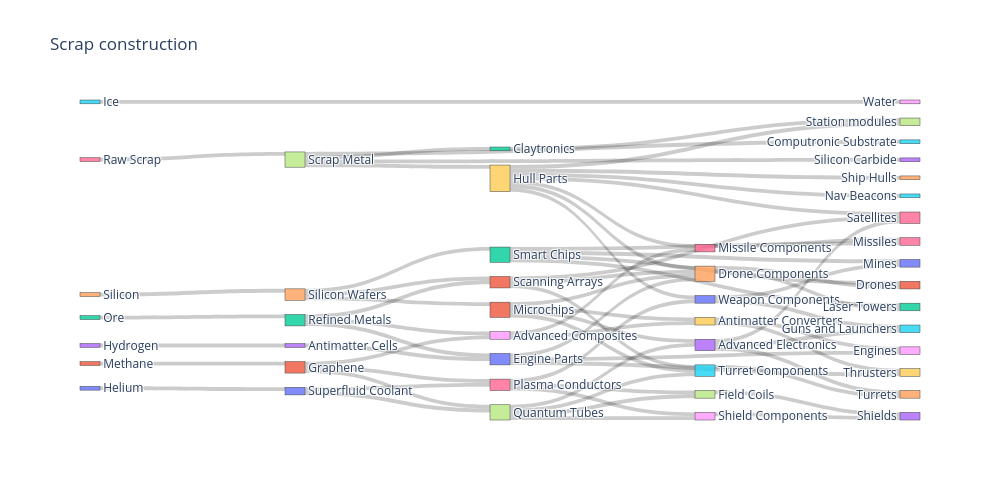 Scrap construction
Ice
Raw Scrap
Silicon
Ore
Hydrogen
Methane
Helium
Scrap Metal
Silicon Wafers
Refined Metals
Antimatter Cells
Graphene
Superfluid Coolant
Claytronics
Hull Parts
Smart Chips
Scanning Arrays
Microchips
Advanced Composites
Engine Parts
Plasma Conductors
Quantum Tubes
Missile Components
Drone Components
Weapon Components
Antimatter Converters
Advanced Electronics
Turret Components
Field Coils
Shield Components
Water
Station modules
Computronic Substrate
Silicon Carbide
Ship Hulls
Nav Beacons
Satellites
Missiles
Mines
Drones
Laser Towers
Guns and Launchers
Engines
Thrusters
Turrets
Shields